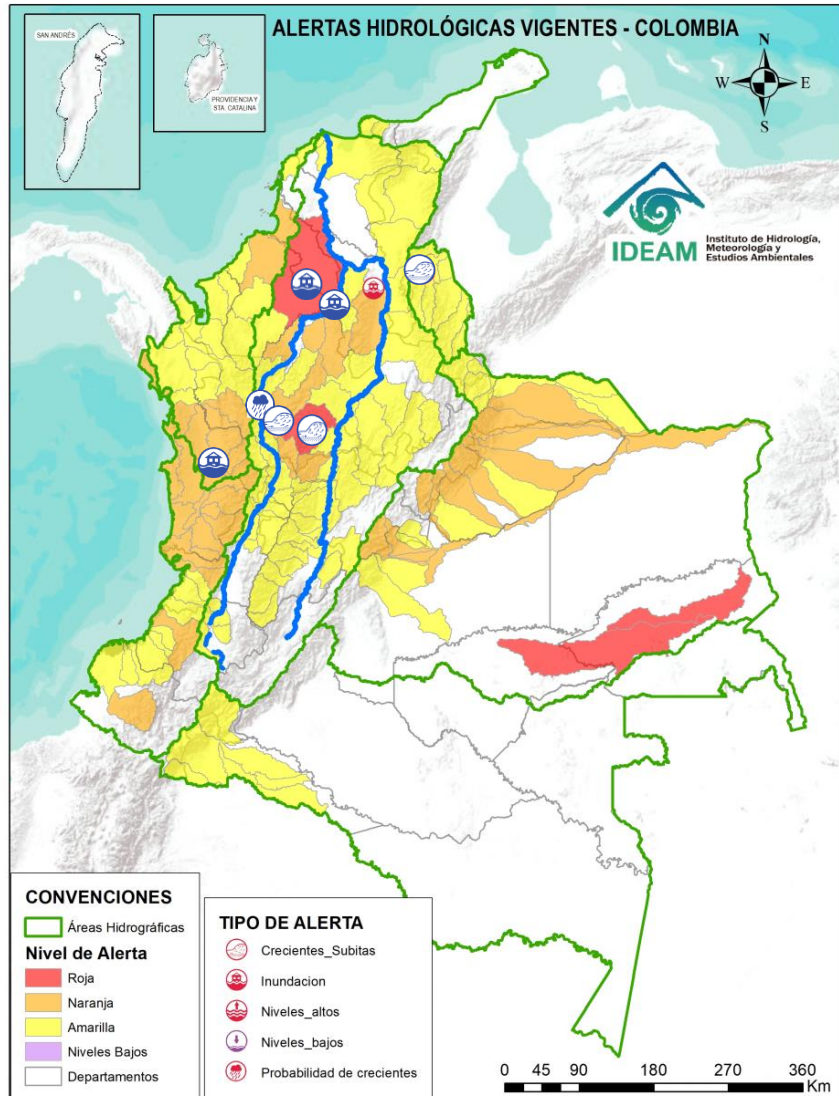 ALERTAS HIDROLÓGICAS VIGENTES - COLOMBIA
SAN ANDRÉS
PROVIDENCIA Y
STA. CATALINA
N
W
E
S
IDEAM
Instituto de Hidrología,
Meteorología y
Estudios Ambientales
CONVENCIONES
Áreas Hidrográficas
Nivel de Alerta
Roja
Naranja
Amarilla
Niveles Bajos
Departamentos
TIPO DE ALERTA
Crecientes_Subitas
Inundacion
Niveles_altos
Niveles_bajos
Probabilidad de crecientes
0 45 90 180 270 360
Km